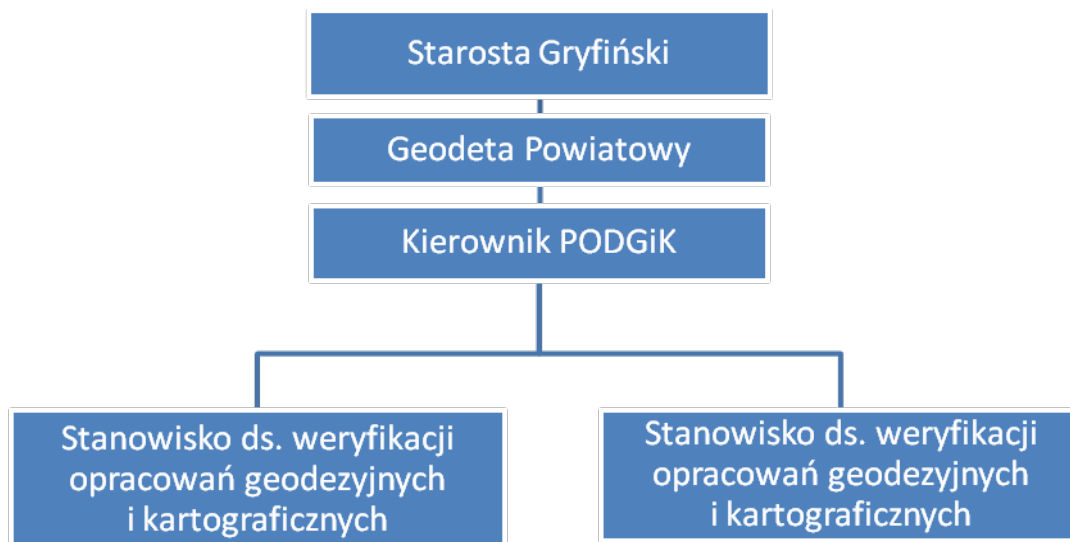 Starosta Gryfiński
Geodeta Powiatowy
Kierownik PODGiK
Stanowisko ds. weryfikacji
opracowań geodezyjnych
i kartograficznych
Stanowisko ds. weryfikacji
opracowań geodezyjnych
i kartograficznych